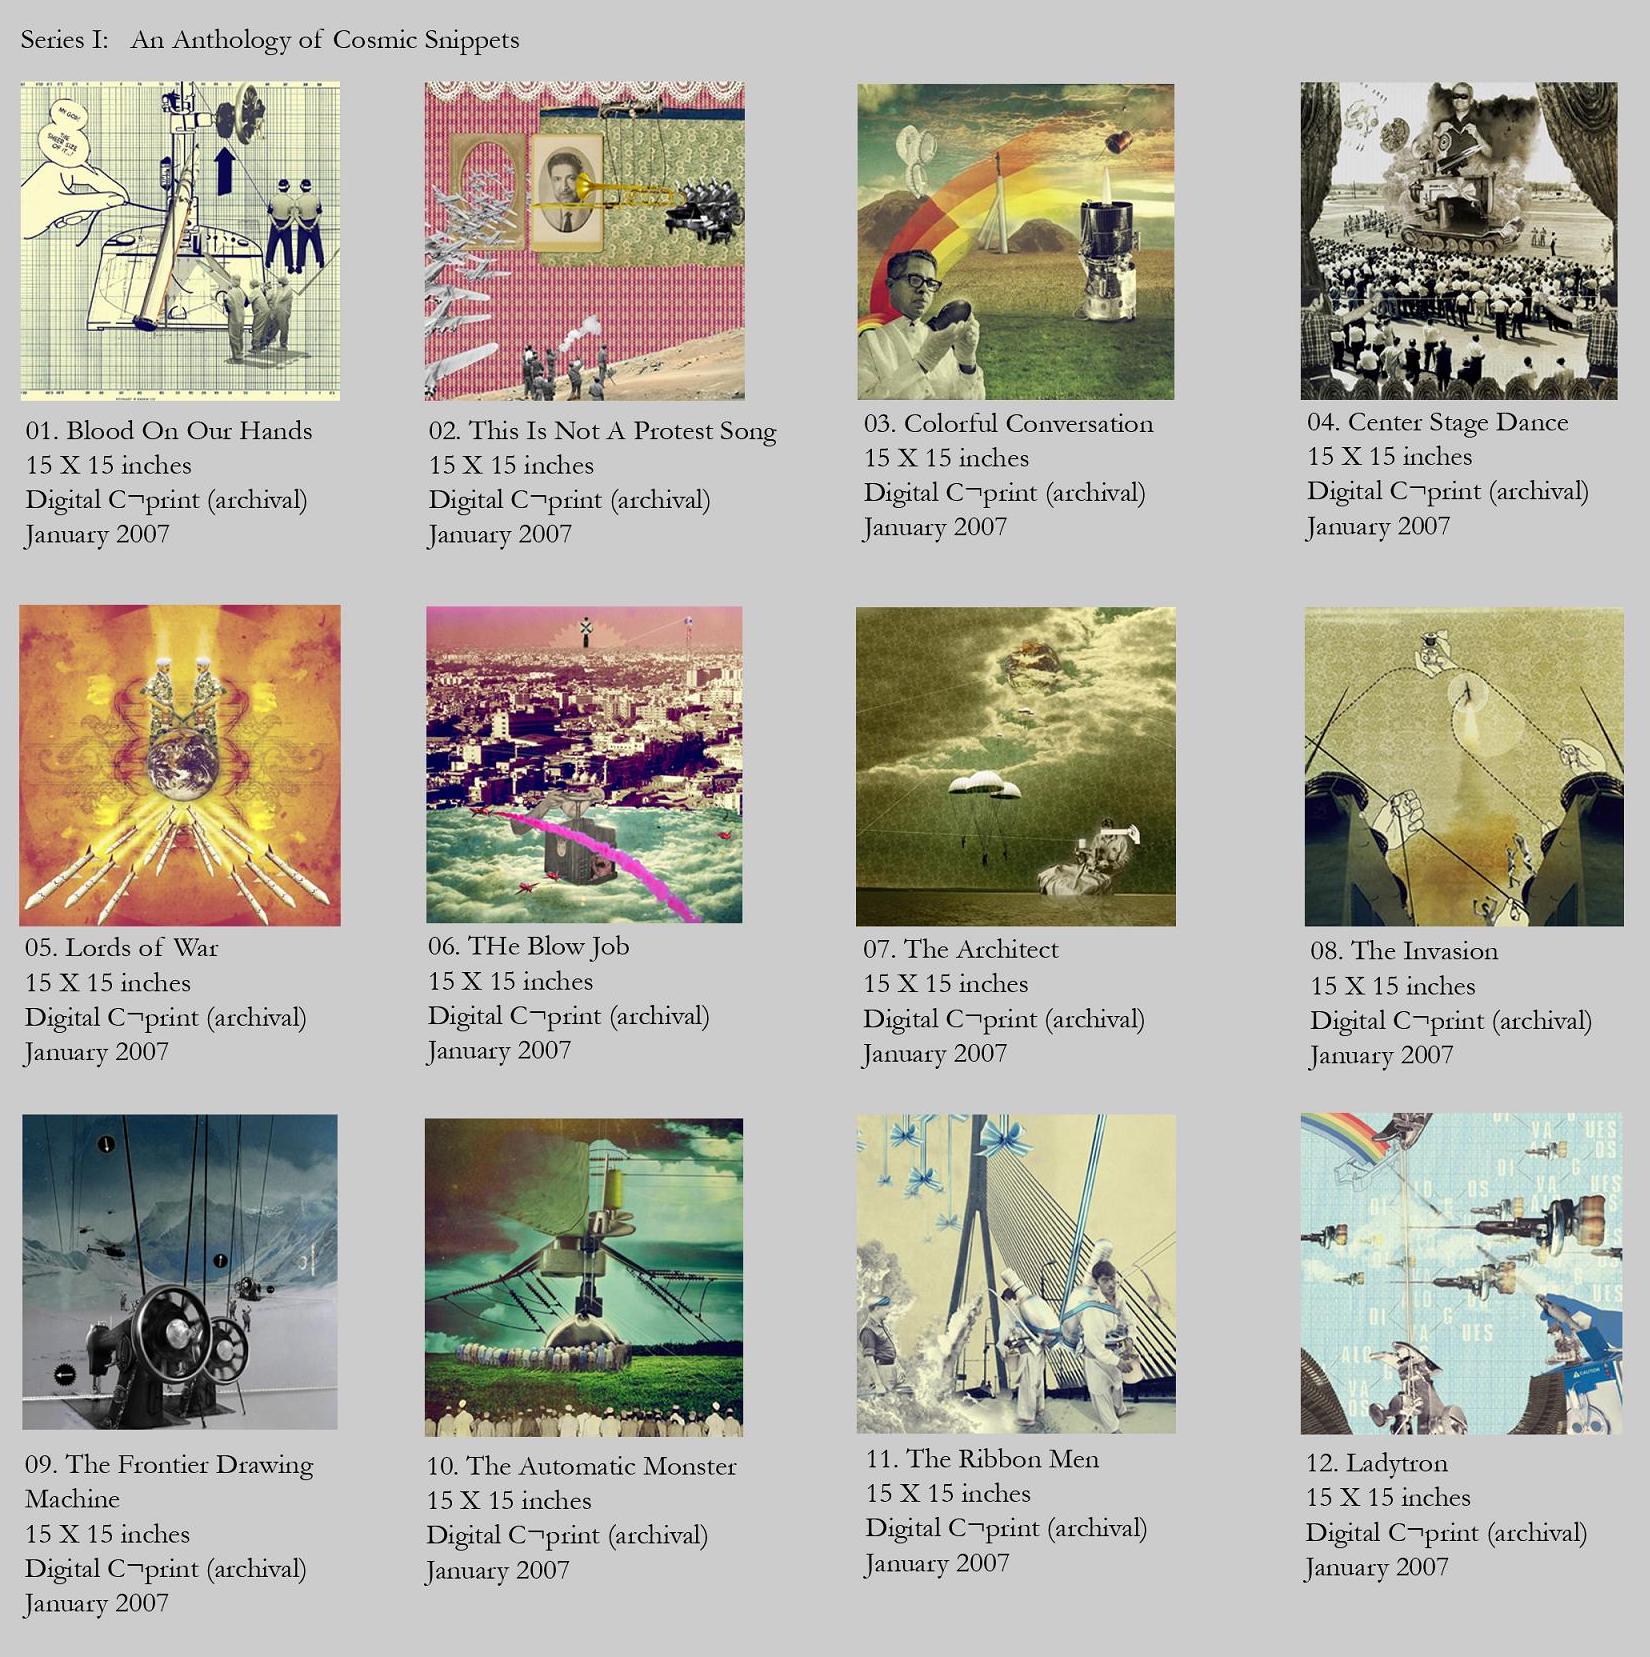 Series I: An Anthology of Cosmic Snippets
MY GOD!
THE
SHEER SIZE
OF IT...!
01. Blood On Our Hands
15 X 15 inches
Digital C¬print (archival)
January 2007
02. This Is Not A Protest Song
15 X 15 inches
Digital C¬print (archival)
January 2007
03. Colorful Conversation
15 X 15 inches
Digital C¬print (archival)
January 2007
04. Center Stage Dance
15 X 15 inches
Digital C¬print (archival)
January 2007
05. Lords of War
15 X 15 inches
Digital C¬print (archival)
January 2007
06. THe Blow Job
15 X 15 inches
Digital C¬print (archival)
January 2007
07. The Architect
15 X 15 inches
Digital C¬print (archival)
January 2007
08. The Invasion
15 X 15 inches
Digital C¬print (archival)
January 2007
09. The Frontier Drawing
Machine
15 X 15 inches
Digital C¬print (archival)
January 2007
10. The Automatic Monster
15 X 15 inches
Digital C¬print (archival)
January 2007
11. The Ribbon Men
15 X 15 inches
Digital C¬print (archival)
January 2007
VA UES
OS
DI G
CAUTION
12. Ladytron
15 X 15 inches
Digital C¬print (archival)
January 2007